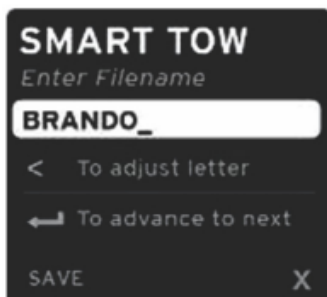 SMART TOW
Enter Filename
BRANDO_
< To adjust letter
To advance to next
SAVE X